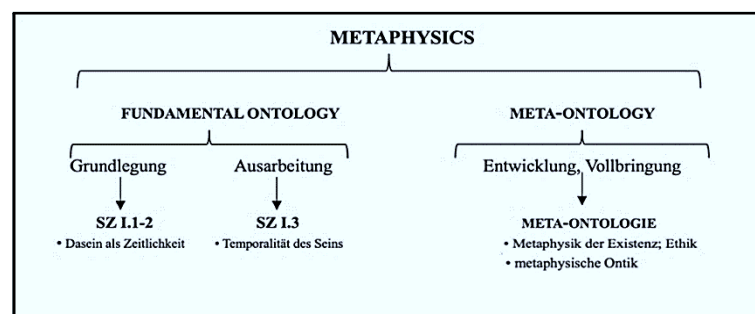 METAPHYSICS
FUNDAMENTAL ONTOLOGY META-ONTOLOGY
Grundlegung Ausarbeitung Entwicklung, Vollbringung
SZ I.1-2 SZ I.3 META-ONTOLOGIE
• Dasein als Zeitlichkeit • Temporalität des Seins • Metaphysik der Existenz; Ethik
• metaphysische Ontik